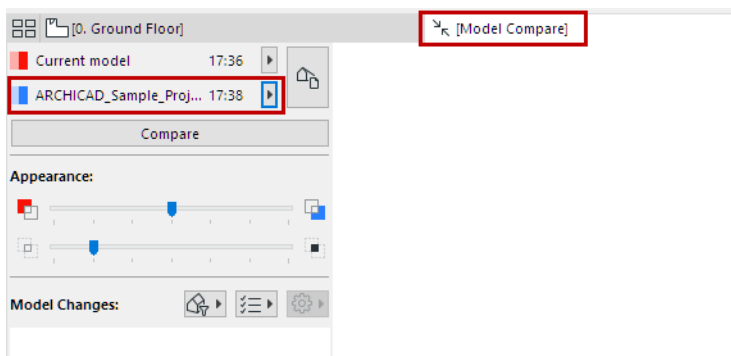 [0. Ground Floor]
[Model Compare]
Current model 17:36
ARCHICAD_Sample_Proj... 17:38
Compare
Appearance:
Model Changes: